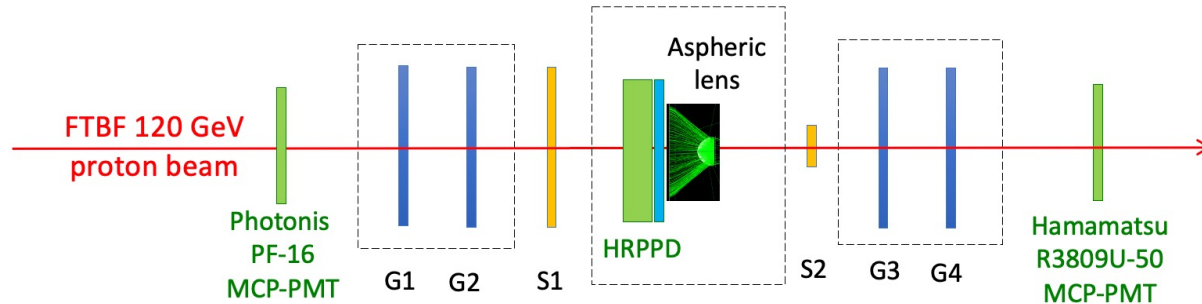 FTBF 120 GeV
proton beam
Photonis
PF-16
MCP-PMT
G1
G2
S1
HRPPD
Aspheric
lens
S2
G3
G4
Hamamatsu
R3809U-50
MCP-PMT